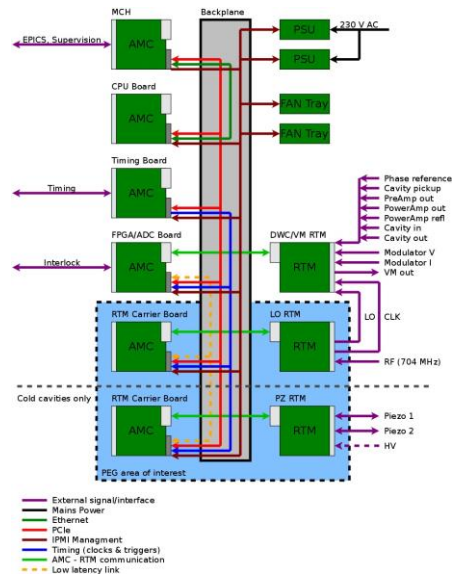 MCH
Backplane
230 V AC
EPICS, Supervision
AMC
PSU
PSU
CPU Board
AMC
FAN Tray
FAN Tray
Timing Board
Timing
AMC
Phase reference
Cavity pickup
PreAmp out
PowerAmp out
PowerAmp refl
Cavity in
Cavity out
FPGA/ADC Board
DWC/VM RTM
Interlock
AMC
RTM
Modulator V
Modulator I
VM out
RTM Carrier Board
LO RTM
LO
CLK
AMC
RTM
RF (704 MHz)
Cold cavities only
RTM Carrier Board
PZ RTM
AMC
RTM
Piezo 1
Piezo 2
HV
PEG area of interest
External signal/interface
Mains Power
Ethernet
PCIe
IPMI Managment
Timing (clocks & triggers)
AMC - RTM communication
Low latency link